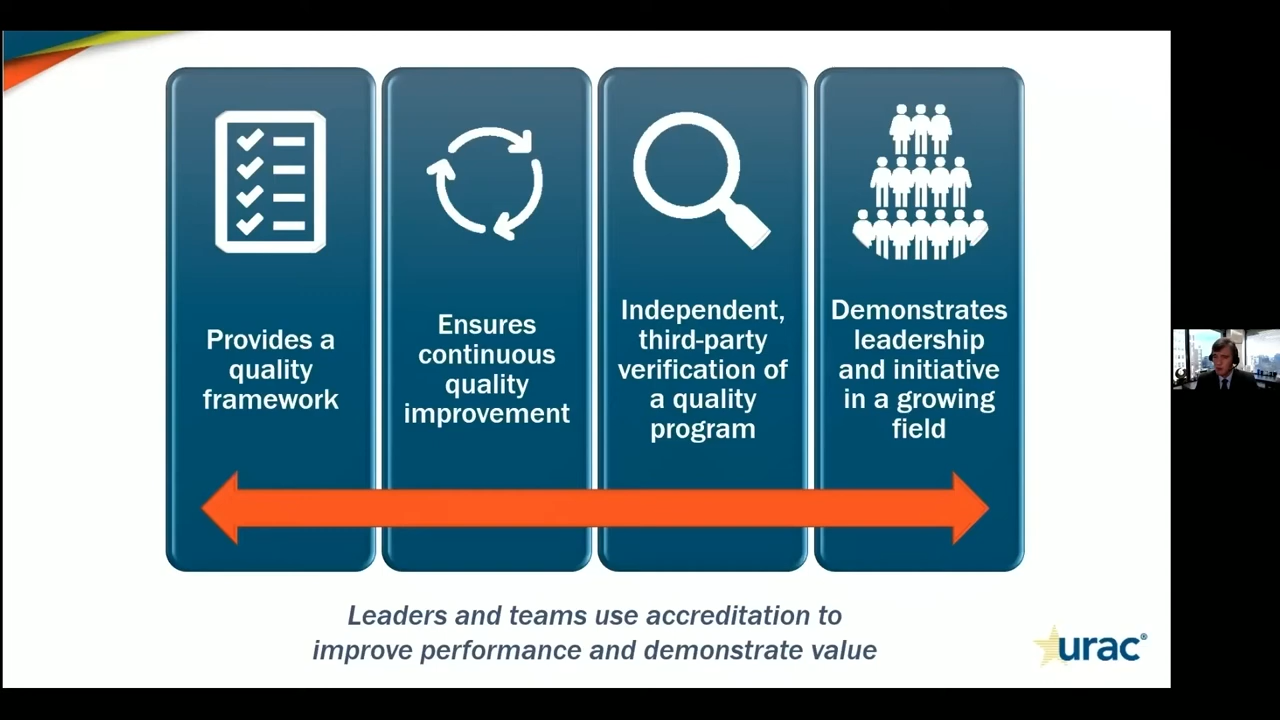 Provides a
quality
framework
Ensures
continuous
quality
improvement
Independent,
third-party
verification of
a quality
program
Demonstrates
leadership
and initiative
in a growing
field
Leaders and teams use accreditation to
improve performance and demonstrate value
urac®